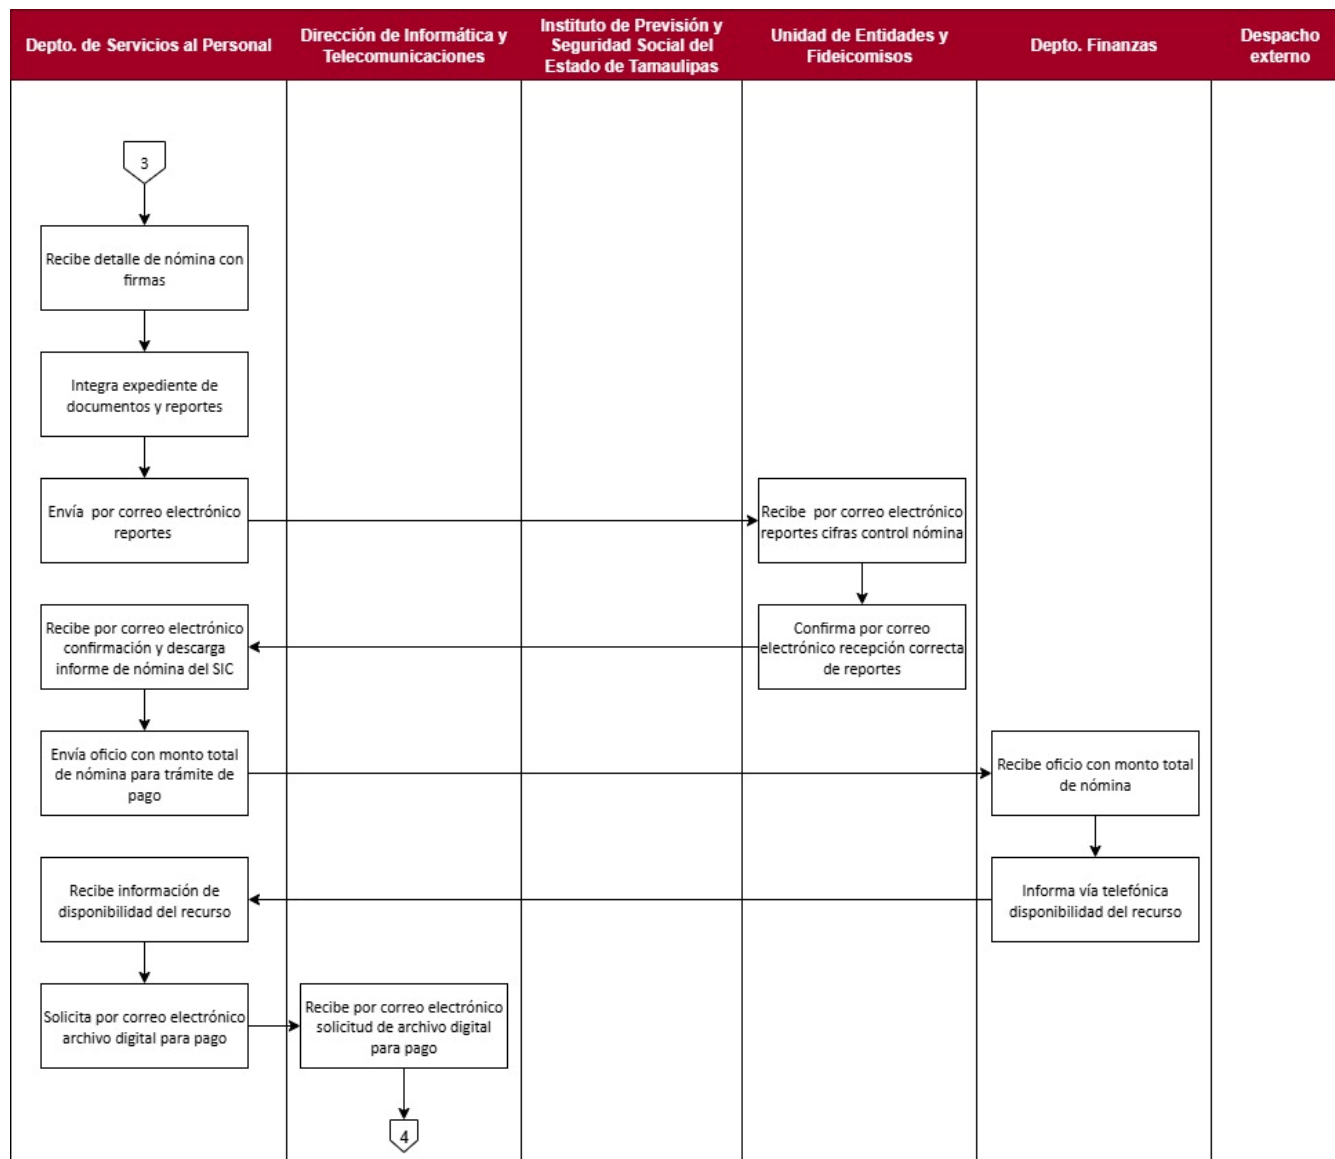 Depto. de Servicios al Personal
Dirección de Informática y
Telecomunicaciones
Instituto de Previsión y
Seguridad Social del
Estado de Tamaulipas
Unidad de Entidades y
Fideicomisos
Depto. Finanzas
Despacho
externo
3
Recibe detalle de nómina con
firmas
Integra expediente de
documentos y reportes
Envía por correo electrónico
reportes
Recibe por correo electrónico
reportes cifras control nómina
Recibe por correo electrónico
confirmación y descarga
informe de nómina del SIC
Confirma por correo
electrónico recepción correcta
de reportes
Envía oficio con monto total
de nómina para trámite de
pago
Recibe oficio con monto total
de nómina
Recibe información de
disponibilidad del recurso
Informa vía telefónica
disponibilidad del recurso
Solicita por correo electrónico
archivo digital para pago
Recibe por correo electrónico
solicitud de archivo digital
para pago
4